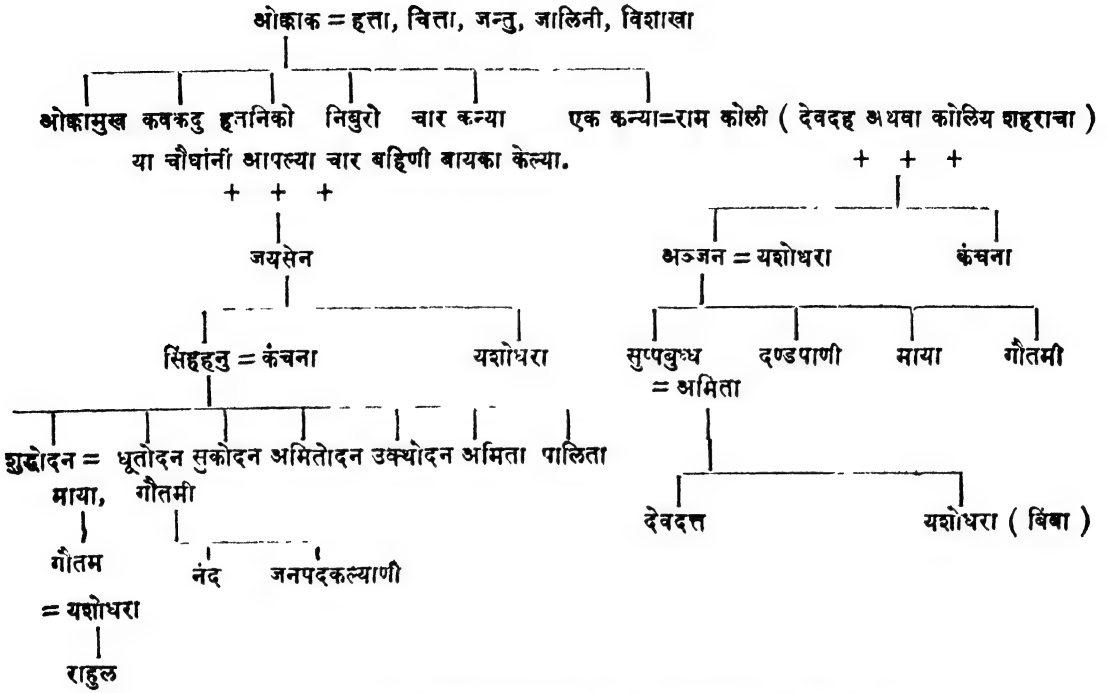 ओक्काक = हत्ता, चित्ता, जन्तु, जालिनी, विशाखा
ओक्कामुख कवकदु हतनिको निबुरो चार कन्या एक कन्या=राम कोली ( देवदह अथवा कोलिय शहराचा )
या चौघांनीं आपल्या चार बहिणी बायका केल्या. + + +
+ + +
जयसेन अञ्जन = यशोधरा कंचना
सिंहहनु = कंचना यशोधरा सुप्पबुध्ध दण्डपाणी माया गौतमी
= अमिता
शुद्धोदन = धूतोदन सुकोदन अमितोदन उक्थोदन अमिता पालिता
माया, गौतमी
देवदत्त यशोधरा ( बिंबा )
गौतम नंद जनपदकल्याणी
= यशोधरा
राहुल